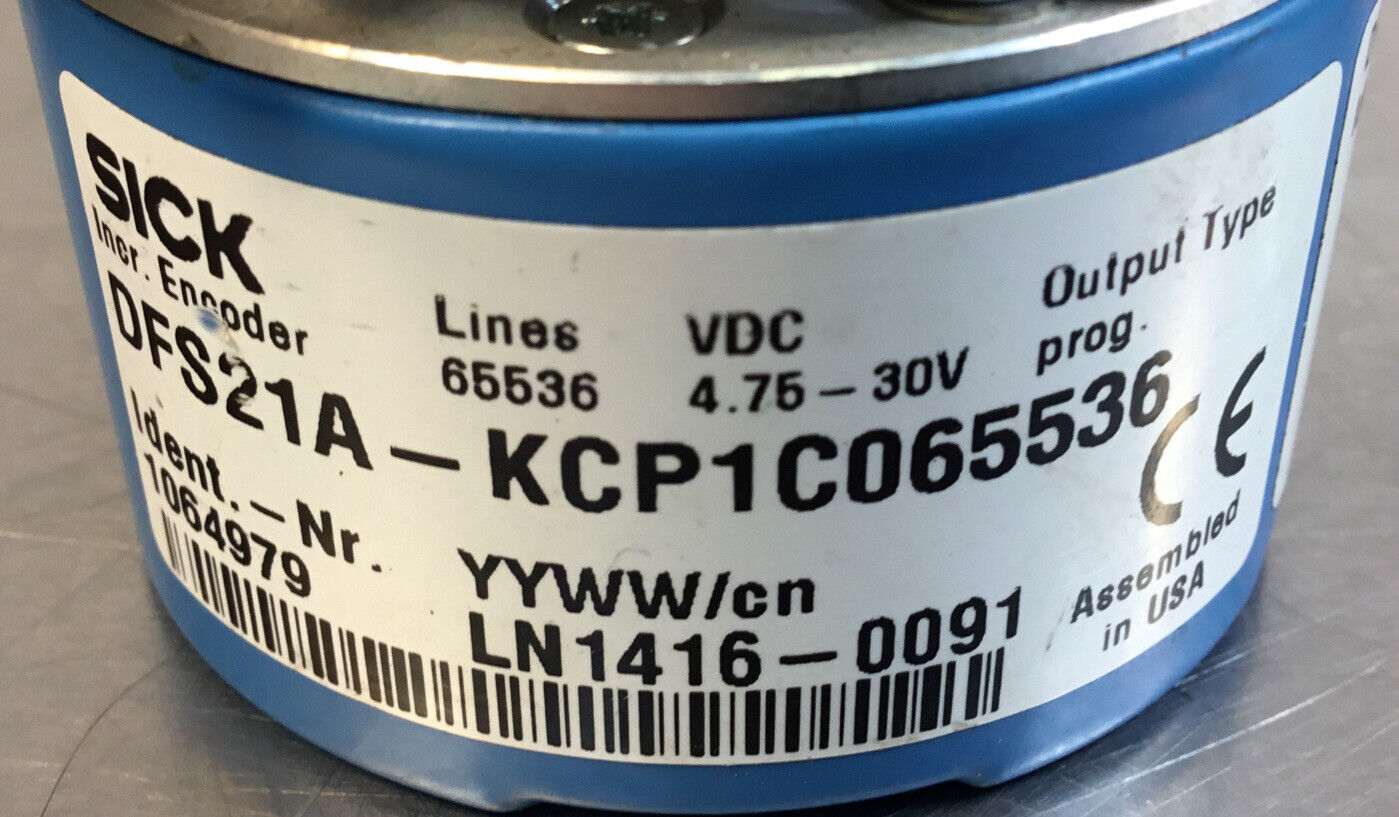 SICK
Incr. Encoder
DFS21A-KCP1C065536
Lines
65536
VDC
4.75-30V
Output Type
prog.
CE
Ident.-Nr.
1064979
YYWW/cn
LN1416-0091
Assembled
in USA